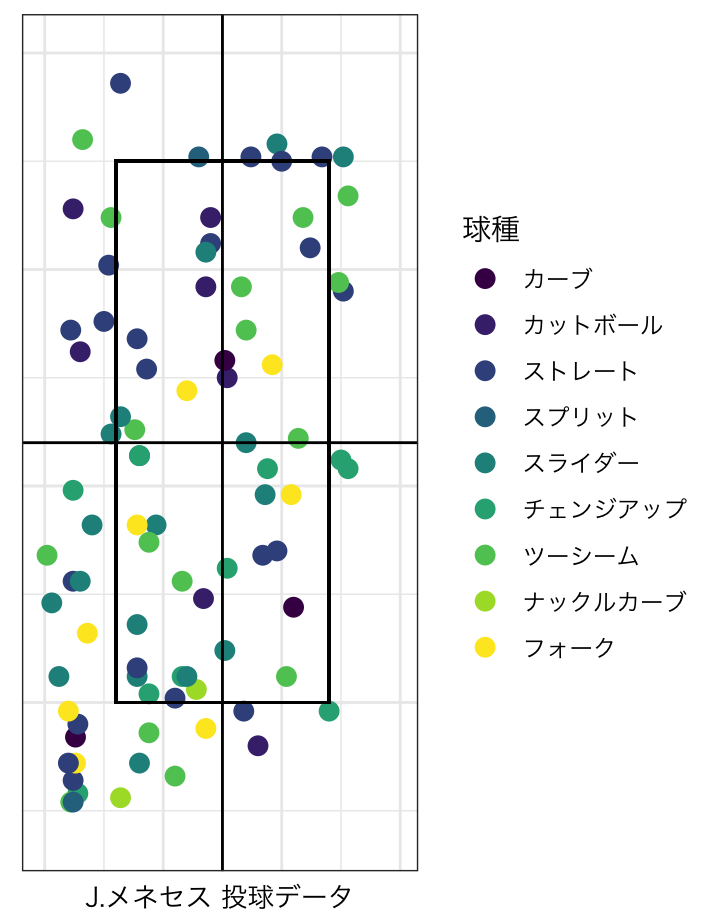 球種
カーブ
カットボール
ストレート
スプリット
スライダー
チェンジアップ
ツーシーム
ナックルカーブ
フォーク
J.メネセス 投球データ